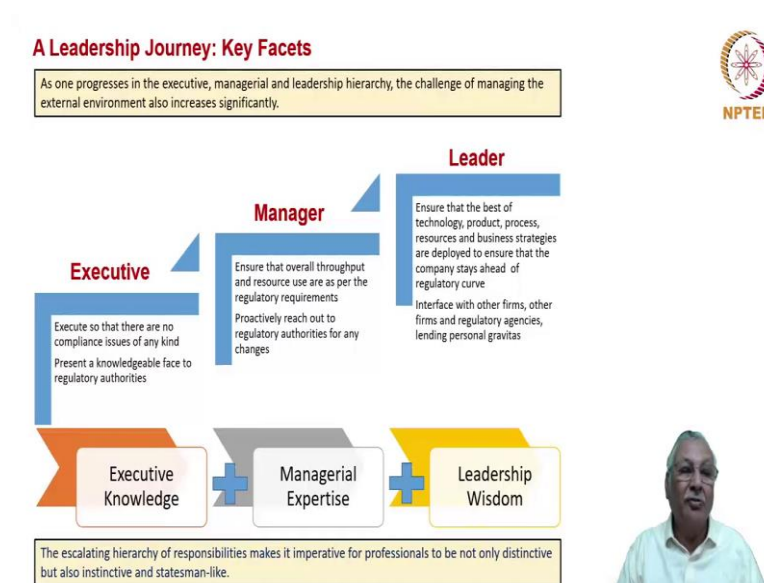 A Leadership Journey: Key Facets
As one progresses in the executive, managerial and leadership hierarchy, the challenge of managing the
external environment also increases significantly.
NPTEL
Executive
Execute so that there are no
compliance issues of any kind
Present a knowledgeable face to
regulatory authorities
Manager
Ensure that overall throughput
and resource use are as per the
regulatory requirements
Proactively reach out to
regulatory authorities for any
changes
Leader
Ensure that the best of
technology, product, process,
resources and business strategies
are deployed to ensure that the
company stays ahead of
regulatory curve
Interface with other firms, other
firms and regulatory agencies,
lending personal gravitas
Executive
Knowledge
Managerial
Expertise
Leadership
Wisdom
The escalating hierarchy of responsibilities makes it imperative for professionals to be not only distinctive
but also instinctive and statesman-like.